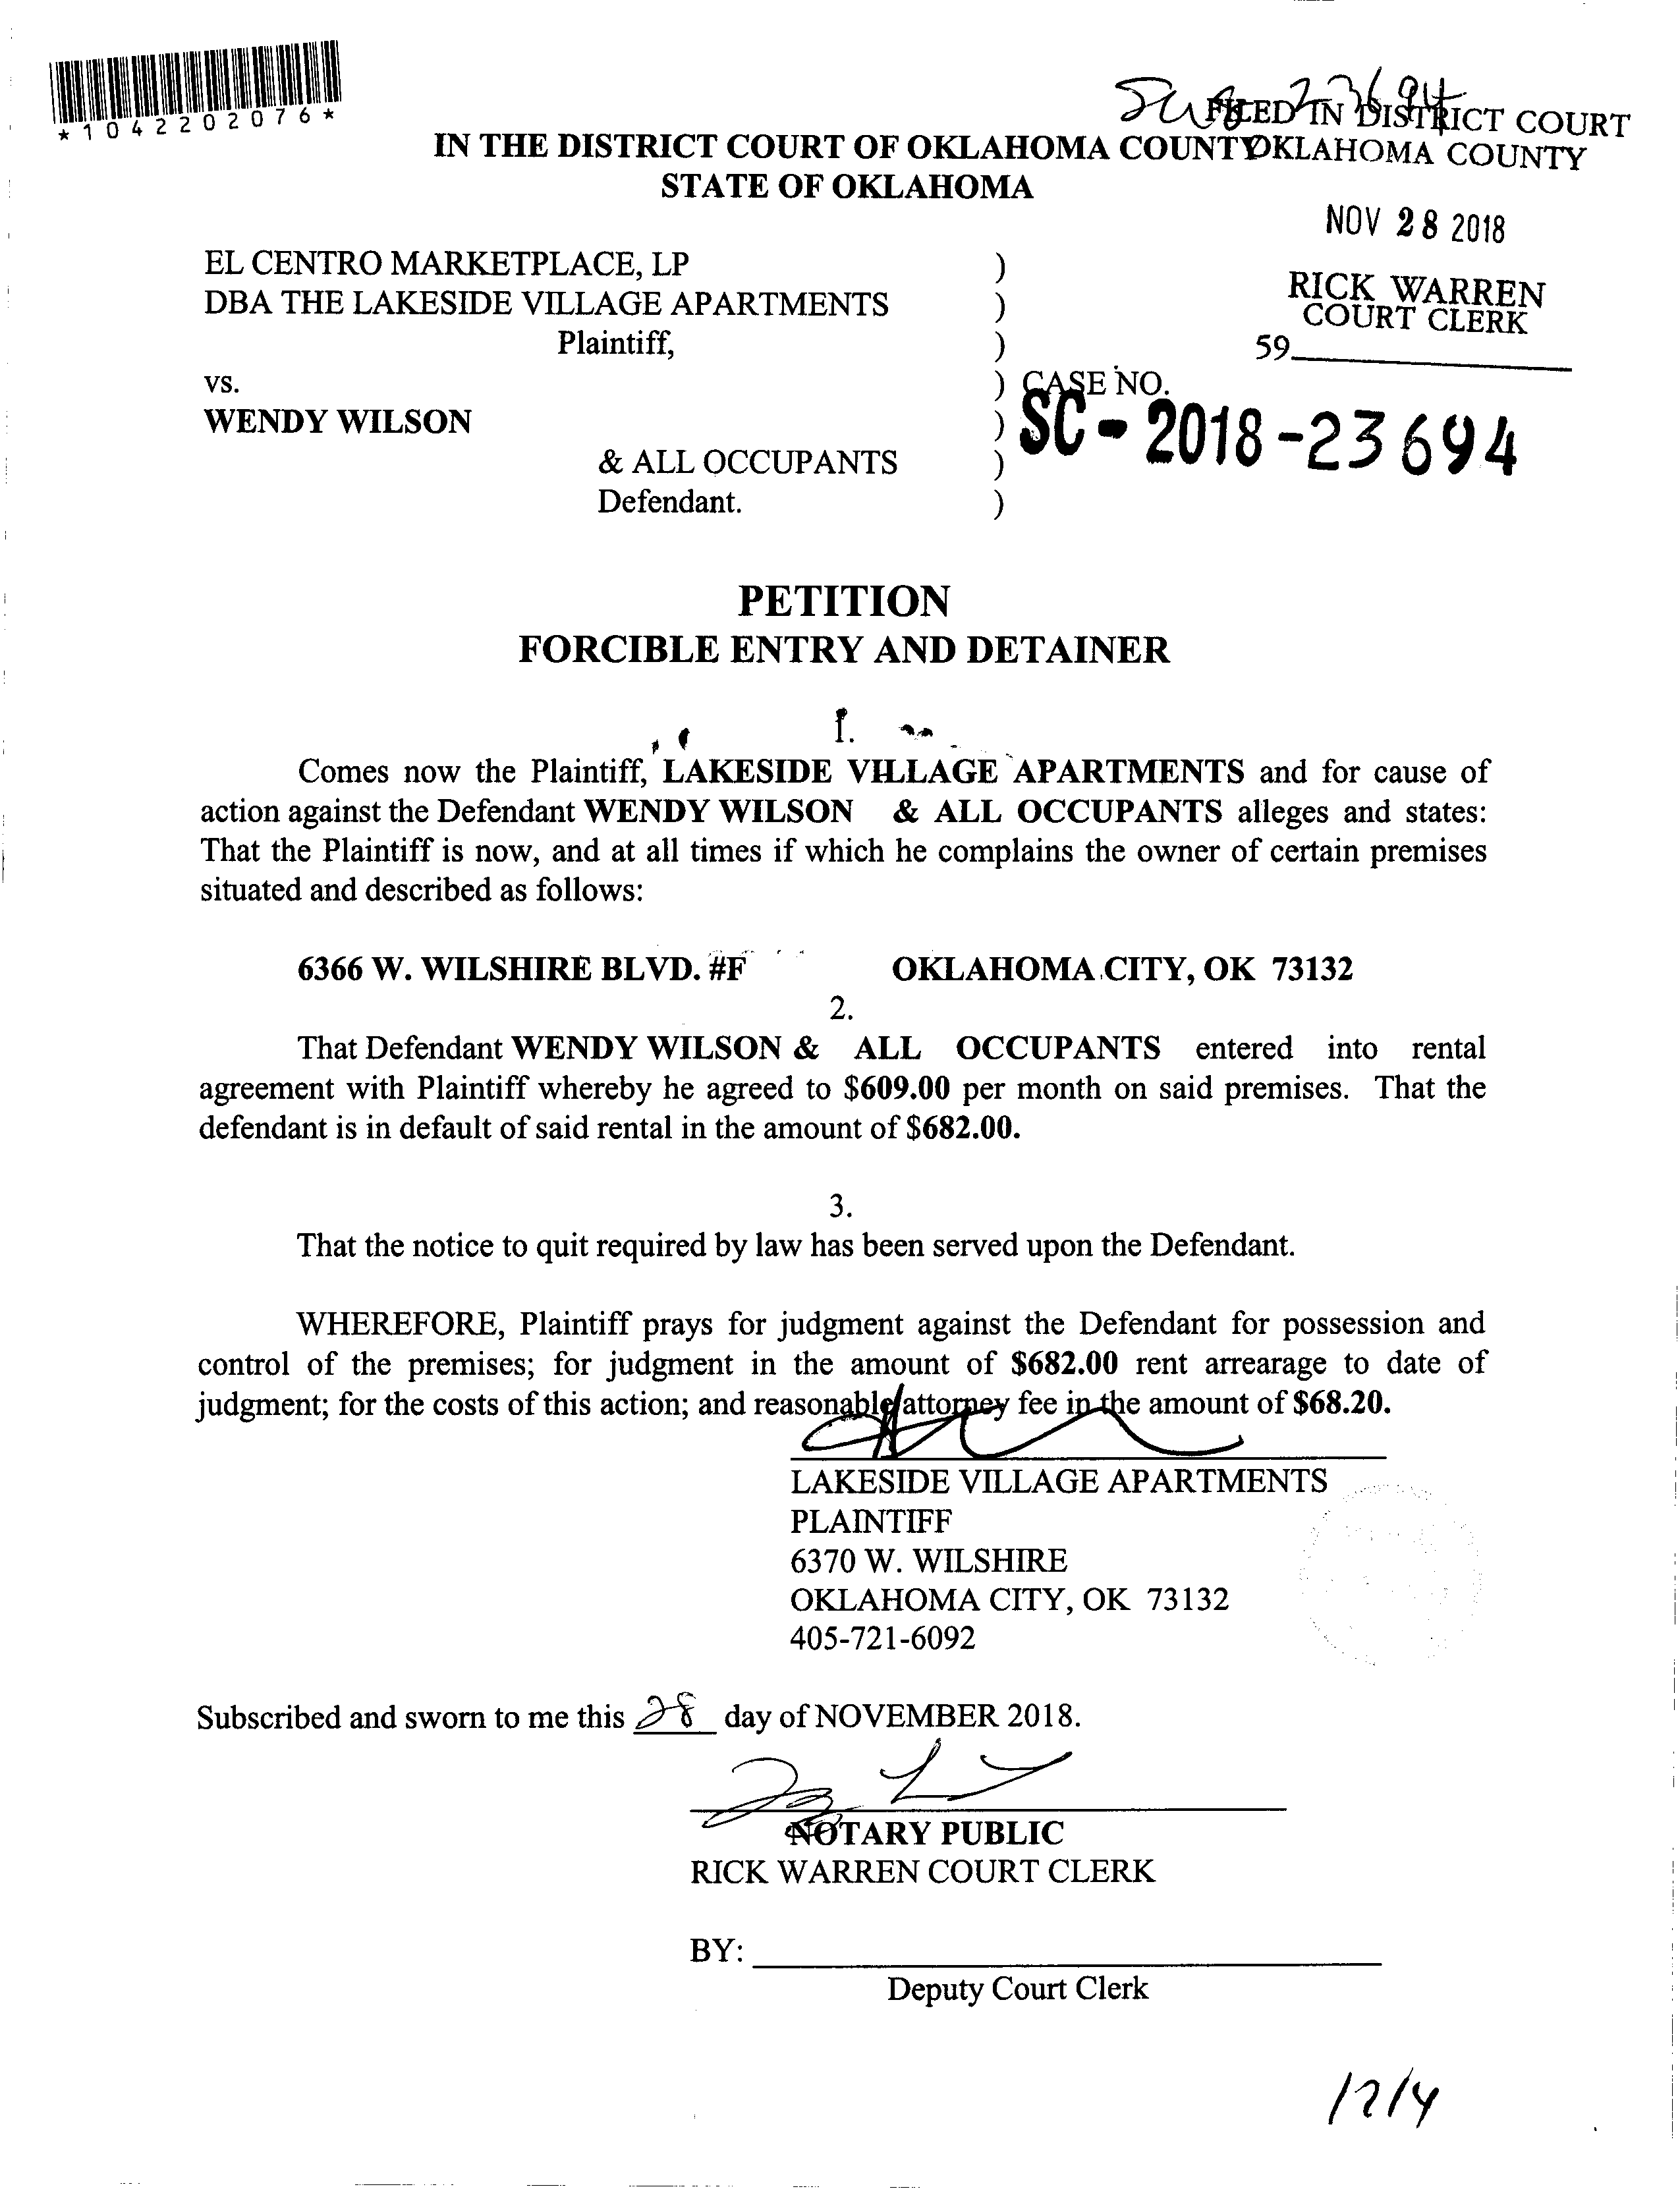 *1042202076*
23694
FILED IN DISTRICT COURT
IN THE DISTRICT COURT OF OKLAHOMA COUNTY
OKLAHOMA COUNTY
STATE OF OKLAHOMA
NOV 28 2018
EL CENTRO MARKETPLACE, LP )
DBA THE LAKESIDE VILLAGE APARTMENTS )
RICK WARREN
COURT CLERK
Plaintiff, )
59
vs. ) CASE NO.
WENDY WILSON ) SC-2018-23694
& ALL OCCUPANTS )
Defendant. )
PETITION
FORCIBLE ENTRY AND DETAINER
1.
Comes now the Plaintiff, LAKESIDE VILLAGE APARTMENTS and for cause of
action against the Defendant WENDY WILSON & ALL OCCUPANTS alleges and states:
That the Plaintiff is now, and at all times if which he complains the owner of certain premises
situated and described as follows:
6366 W. WILSHIRE BLVD. #F OKLAHOMA CITY, OK 73132
2.
That Defendant WENDY WILSON & ALL OCCUPANTS entered into rental
agreement with Plaintiff whereby he agreed to $609.00 per month on said premises. That the
defendant is in default of said rental in the amount of $682.00.
3.
That the notice to quit required by law has been served upon the Defendant.
WHEREFORE, Plaintiff prays for judgment against the Defendant for possession and
control of the premises; for judgment in the amount of $682.00 rent arrearage to date of
judgment; for the costs of this action; and reasonable attorney fee in the amount of $68.20.
LAKESIDE VILLAGE APARTMENTS
PLAINTIFF
6370 W. WILSHIRE
OKLAHOMA CITY, OK 73132
405-721-6092
Subscribed and sworn to me this 28 day of NOVEMBER 2018.
NOTARY PUBLIC
RICK WARREN COURT CLERK
BY:
Deputy Court Clerk
12/4